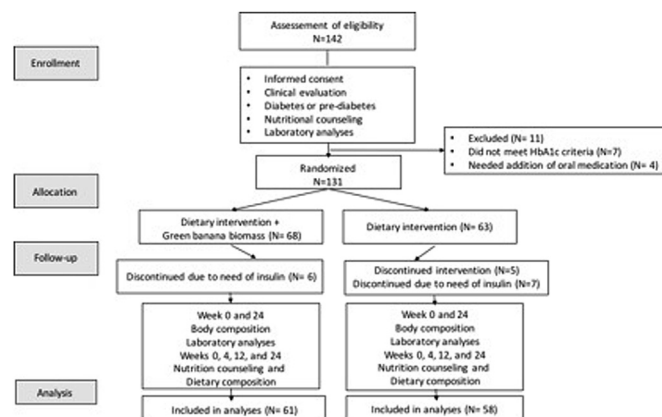 Assessement of eligibility
N=142
Enrollment
• Informed consent
• Clinical evaluation
• Diabetes or pre-diabetes
• Nutritional counseling
• Laboratory analyses
• Excluded (N= 11)
• Did not meet HbA1c criteria (N=7)
• Needed addition of oral medication (N= 4)
Randomized
N=131
Allocation
Dietary intervention +
Green banana biomass (N= 68)
Dietary intervention (N= 63)
Follow-up
Discontinued due to need of insulin (N= 6)
Discontinued intervention (N=5)
Discontinued due to need of insulin (N=7)
Week 0 and 24
Body composition
Laboratory analyses
Weeks 0, 4, 12, and 24
Nutrition counseling and
Dietary composition
Week 0 and 24
Body composition
Laboratory analyses
Weeks 0, 4, 12, and 24
Nutrition counseling and
Dietary composition
Analysis
Included in analyses (N= 61)
Included in analyses (N= 58)